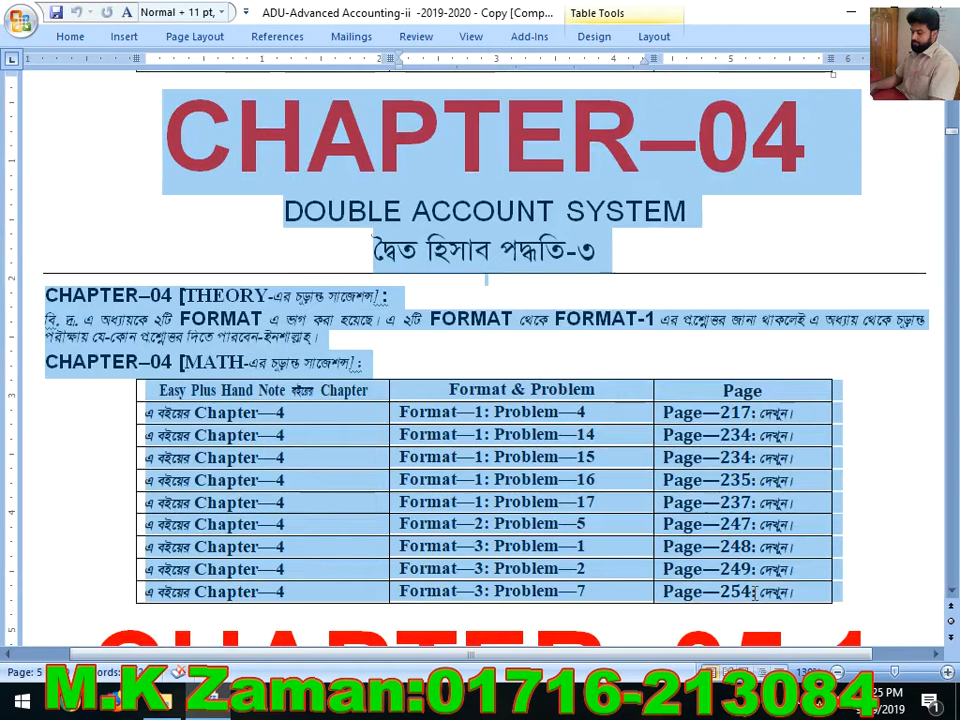 Normal + 11 pt,
ADU-Advanced Accounting-ii -2019-2020 - Copy [Comp...
Table Tools
Home Insert Page Layout References Mailings Review View Add-Ins Design Layout
CHAPTER–04
DOUBLE ACCOUNT SYSTEM
দ্বৈত হিসাব পদ্ধতি-৩
CHAPTER–04 [THEORY-এর চূড়ান্ত সাজেশন্স] :
বি. দ্র. এ অধ্যায়কে ২টি FORMAT এ ভাগ করা হয়েছে। এ ২টি FORMAT থেকে FORMAT-1 এর প্রশ্নোত্তর জানা থাকলেই এ অধ্যায় থেকে চূড়ান্ত
পরীক্ষায় যে-কোন প্রশ্নোত্তর দিতে পারবেন-ইনশাল্লাহ্।
CHAPTER–04 [MATH-এর চূড়ান্ত সাজেশন্স] :
Easy Plus Hand Note বইয়ের Chapter Format & Problem Page
এ বইয়ের Chapter—4 Format—1: Problem—4 Page—217: দেখুন।
এ বইয়ের Chapter—4 Format—1: Problem—14 Page—234: দেখুন।
এ বইয়ের Chapter—4 Format—1: Problem—15 Page—234: দেখুন।
এ বইয়ের Chapter—4 Format—1: Problem—16 Page—235: দেখুন।
এ বইয়ের Chapter—4 Format—1: Problem—17 Page—237: দেখুন।
এ বইয়ের Chapter—4 Format—2: Problem—5 Page—247: দেখুন।
এ বইয়ের Chapter—4 Format—3: Problem—1 Page—248: দেখুন।
এ বইয়ের Chapter—4 Format—3: Problem—2 Page—249: দেখুন।
এ বইয়ের Chapter—4 Format—3: Problem—7 Page—254: দেখুন।
Page: 5
M.K Zaman:01716-213084